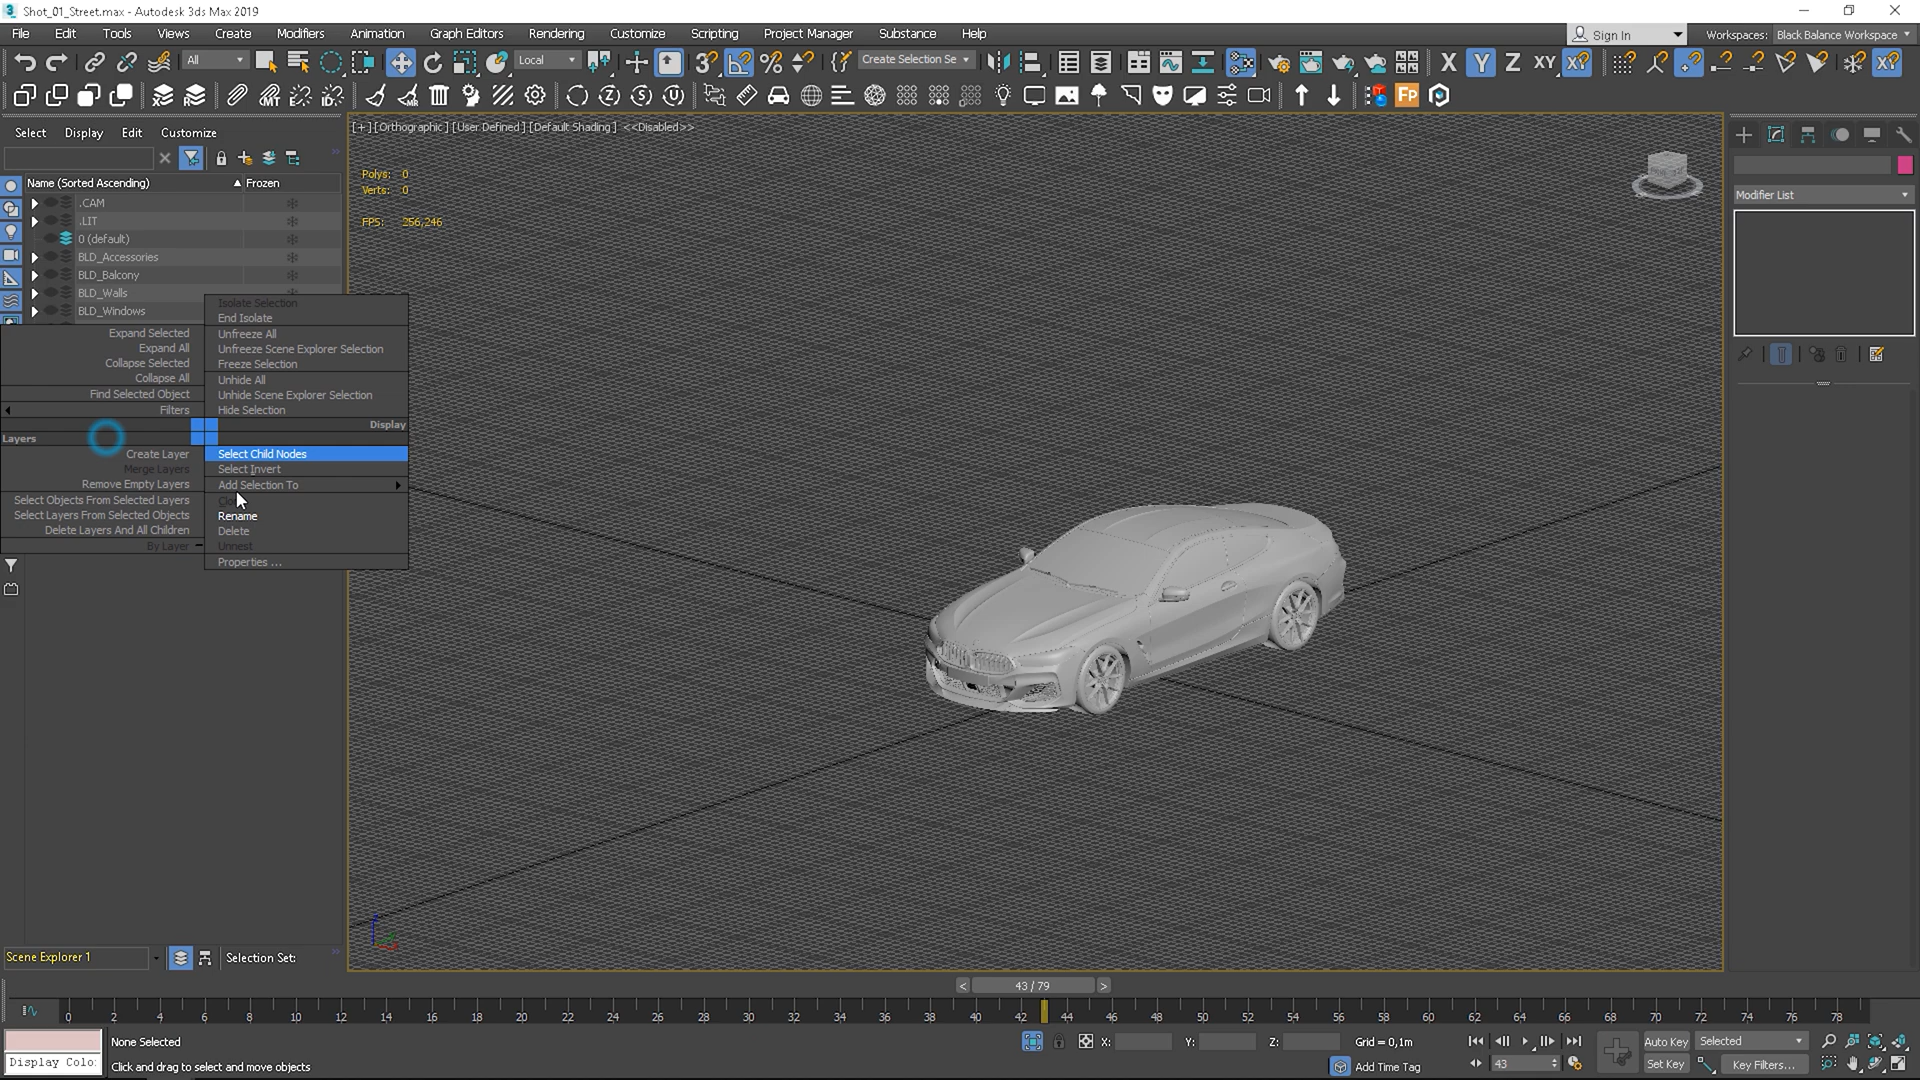 Shot_01_Street.max - Autodesk 3ds Max 2019
File Edit Tools Views Create Modifiers Animation Graph Editors Rendering Customize Scripting Project Manager Substance Help
Sign In Workspaces: Black Balance Workspace
All Local Create Selection Se X Y Z XY XY
FP
Select Display Edit Customize
[+] [Orthographic] [User Defined] [Default Shading] <<Disabled>>
Name (Sorted Ascending) Frozen
Polys: 0
Verts: 0
FPS: 256,246
Modifier List
.CAM
.LIT
0 (default)
BLD_Accessories
BLD_Balcony
BLD_Walls
BLD_Windows
Isolate Selection
End Isolate
Unfreeze All
Unfreeze Scene Explorer Selection
Freeze Selection
Unhide All
Unhide Scene Explorer Selection
Hide Selection
Display
Expand Selected
Expand All
Collapse Selected
Collapse All
Find Selected Object
Filters
Layers
Create Layer
Merge Layers
Remove Empty Layers
Select Objects From Selected Layers
Select Layers From Selected Objects
Delete Layers And All Children
By Layer
Select Child Nodes
Select Invert
Add Selection To
Rename
Delete
Unnest
Properties ...
Scene Explorer 1 Selection Set:
< 43 / 79 >
0 2 4 6 8 10 12 14 16 18 20 22 24 26 28 30 32 34 36 38 40 42 44 46 48 50 52 54 56 58 60 62 64 66 68 70 72 74 76 78
None Selected X: Y: Z: Grid = 0,1m Auto Key Selected
Display Colo: Click and drag to select and move objects Add Time Tag 43 Set Key Key Filters...